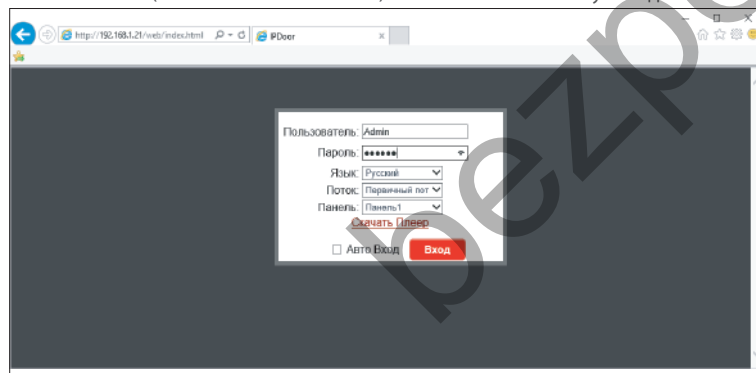 http://192.168.1.21/web/index.html
IPDoor
Пользователь: Admin
Пароль: ••••••
Язык: Русский
Поток: Первичный пот
Панель: Панель1
Скачать Плеер
Авто Вход Вход
bezpe